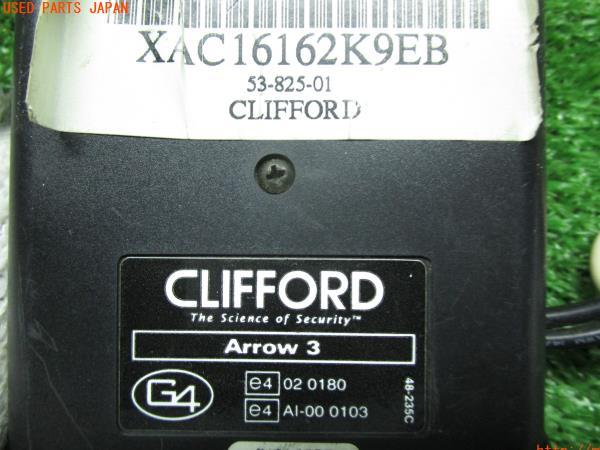 USED PARTS JAPAN
XAC16162K9EB
53-825-01
CLIFFORD
CLIFFORD
The Science of Security™
Arrow 3
G4
e4 02 0180
e4 AI-00 0103
48-235C